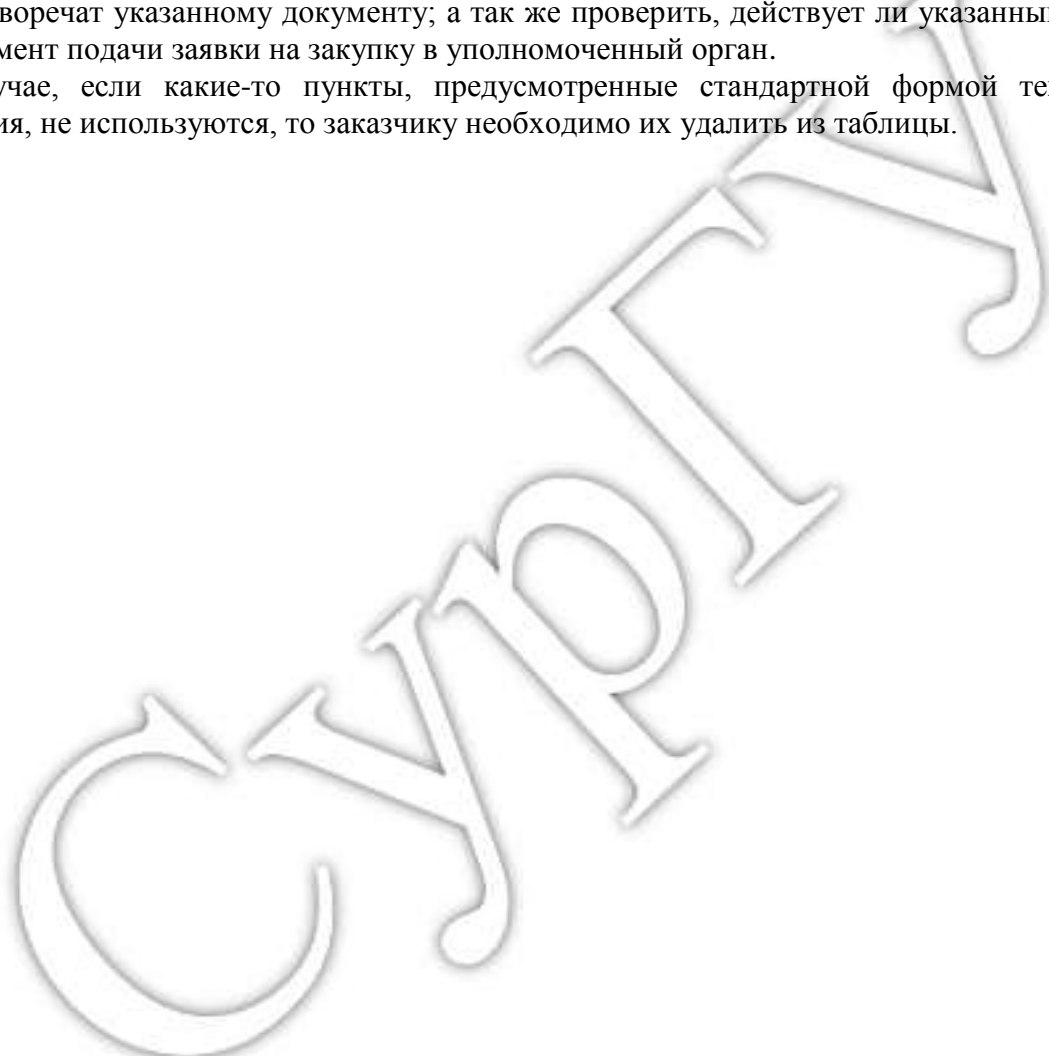 воречат указанному документу; а так же проверить, действует ли указанны
мент подачи заявки на закупку в уполномоченный орган.
учае, если какие-то пункты, предусмотренные стандартной формой те
ия, не используются, то заказчику необходимо их удалить из таблицы.
СурГУ